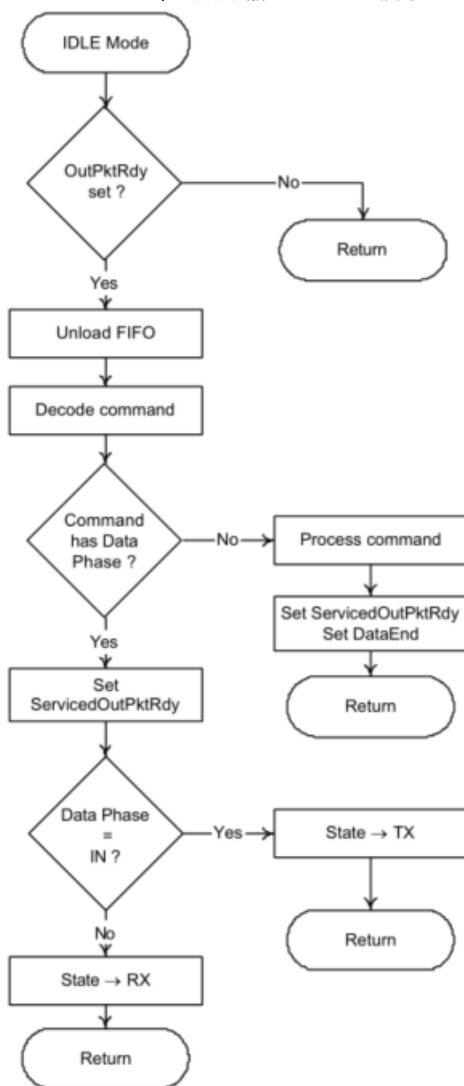 IDLE Mode
OutPktRdy
set ?
No
Return
Yes
Unload FIFO
Decode command
Command
has Data
Phase ?
No
Process command
Set ServicedOutPktRdy
Set DataEnd
Return
Yes
Set
ServicedOutPktRdy
Data Phase
=
IN ?
Yes
State → TX
Return
No
State → RX
Return